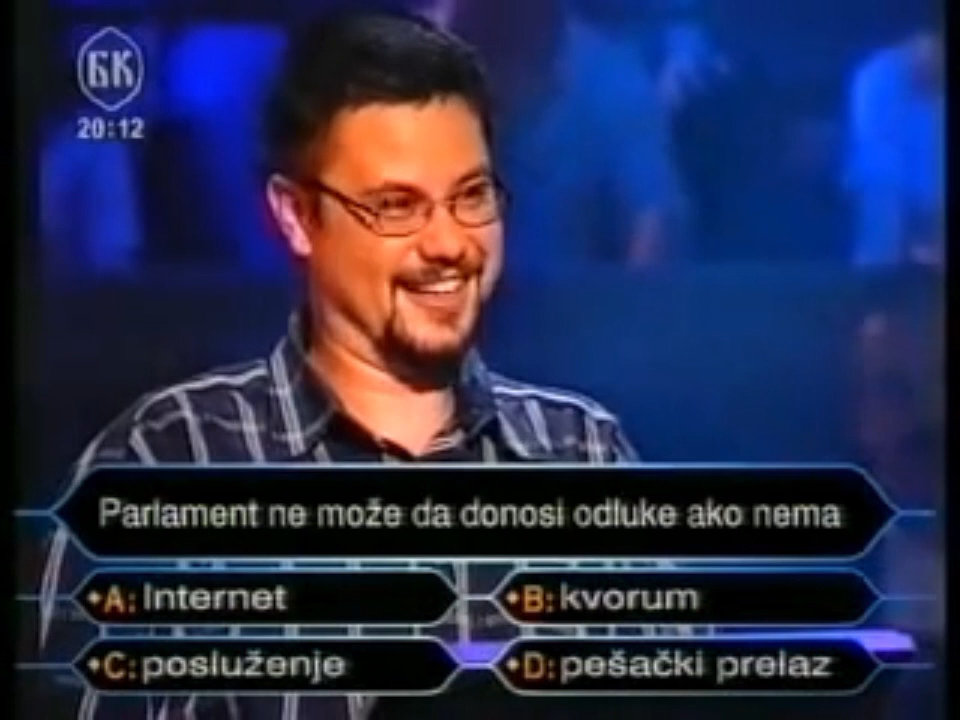 БК
20:12
Parlament ne može da donosi odluke ako nema
A: Internet
B: kvorum
C: posluženje
D: pešački prelaz